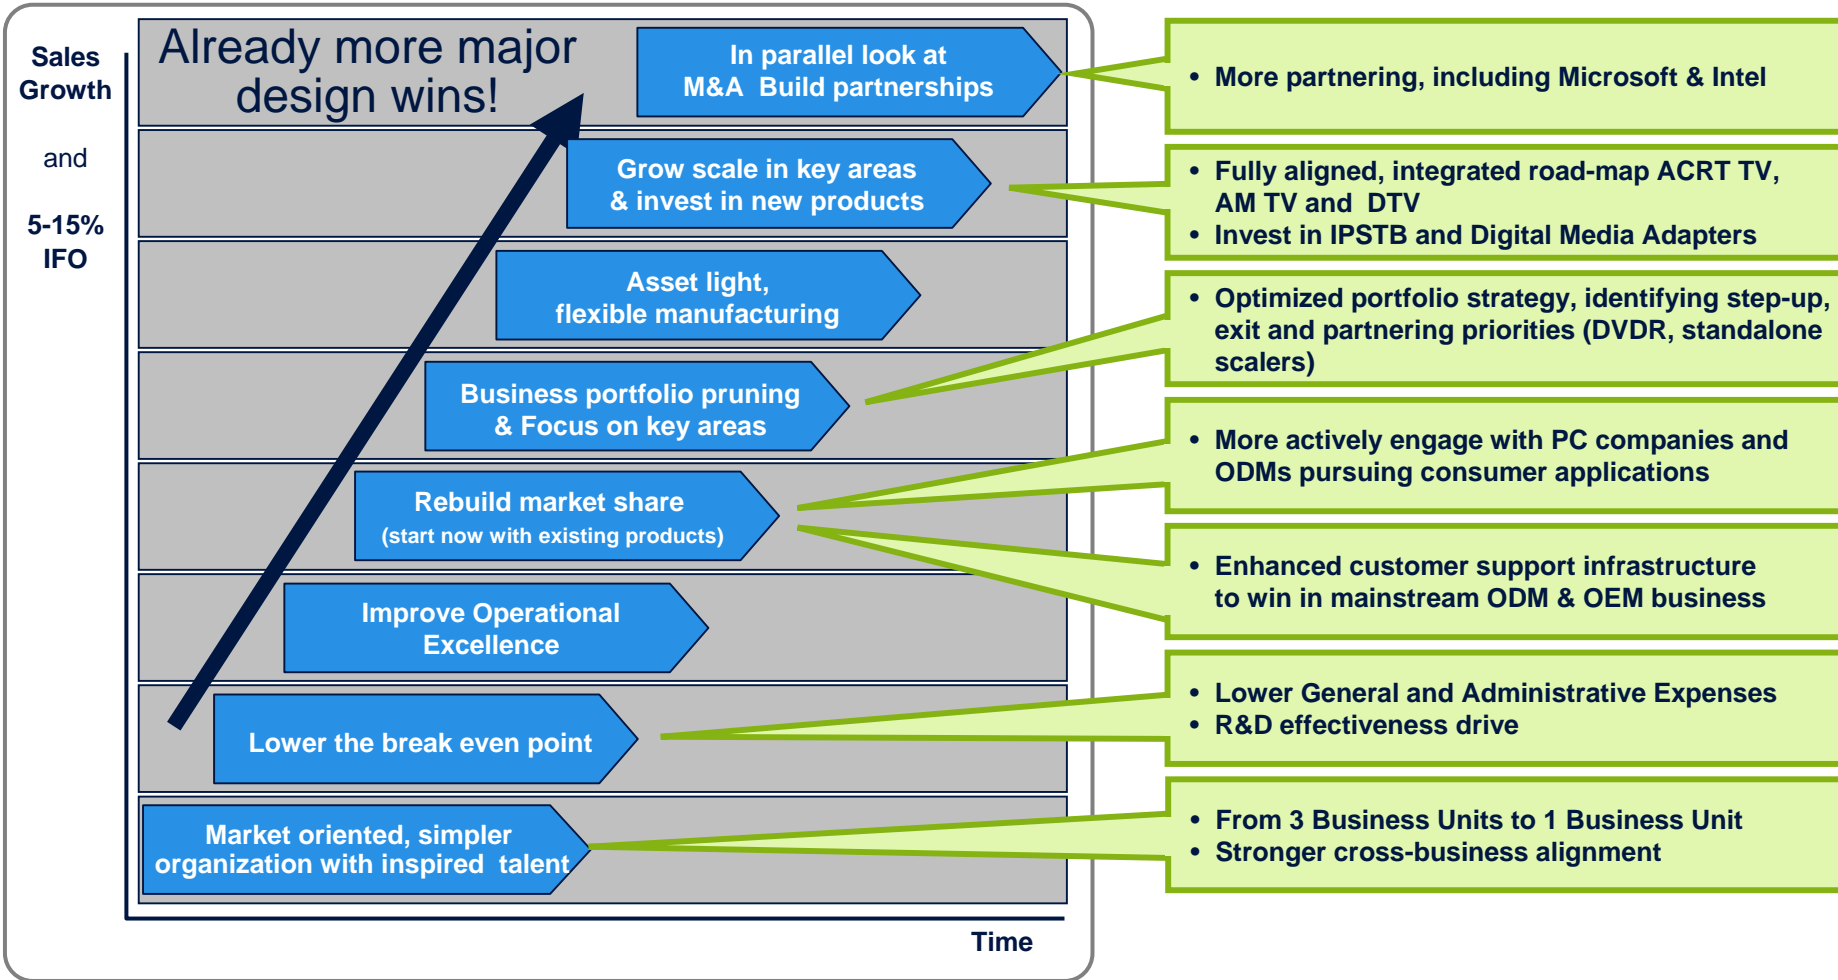 Sales
Growth
and
5-15%
IFO
Already more major
design wins!
In parallel look at
M&A Build partnerships
Grow scale in key areas
& invest in new products
Asset light,
flexible manufacturing
Business portfolio pruning
& Focus on key areas
Rebuild market share
(start now with existing products)
Improve Operational
Excellence
Lower the break even point
Market oriented, simpler
organization with inspired talent
Time
• More partnering, including Microsoft & Intel
• Fully aligned, integrated road-map ACRT TV,
AM TV and DTV
• Invest in IPSTB and Digital Media Adapters
• Optimized portfolio strategy, identifying step-up,
exit and partnering priorities (DVDR, standalone
scalers)
• More actively engage with PC companies and
ODMs pursuing consumer applications
• Enhanced customer support infrastructure
to win in mainstream ODM & OEM business
• Lower General and Administrative Expenses
• R&D effectiveness drive
• From 3 Business Units to 1 Business Unit
• Stronger cross-business alignment